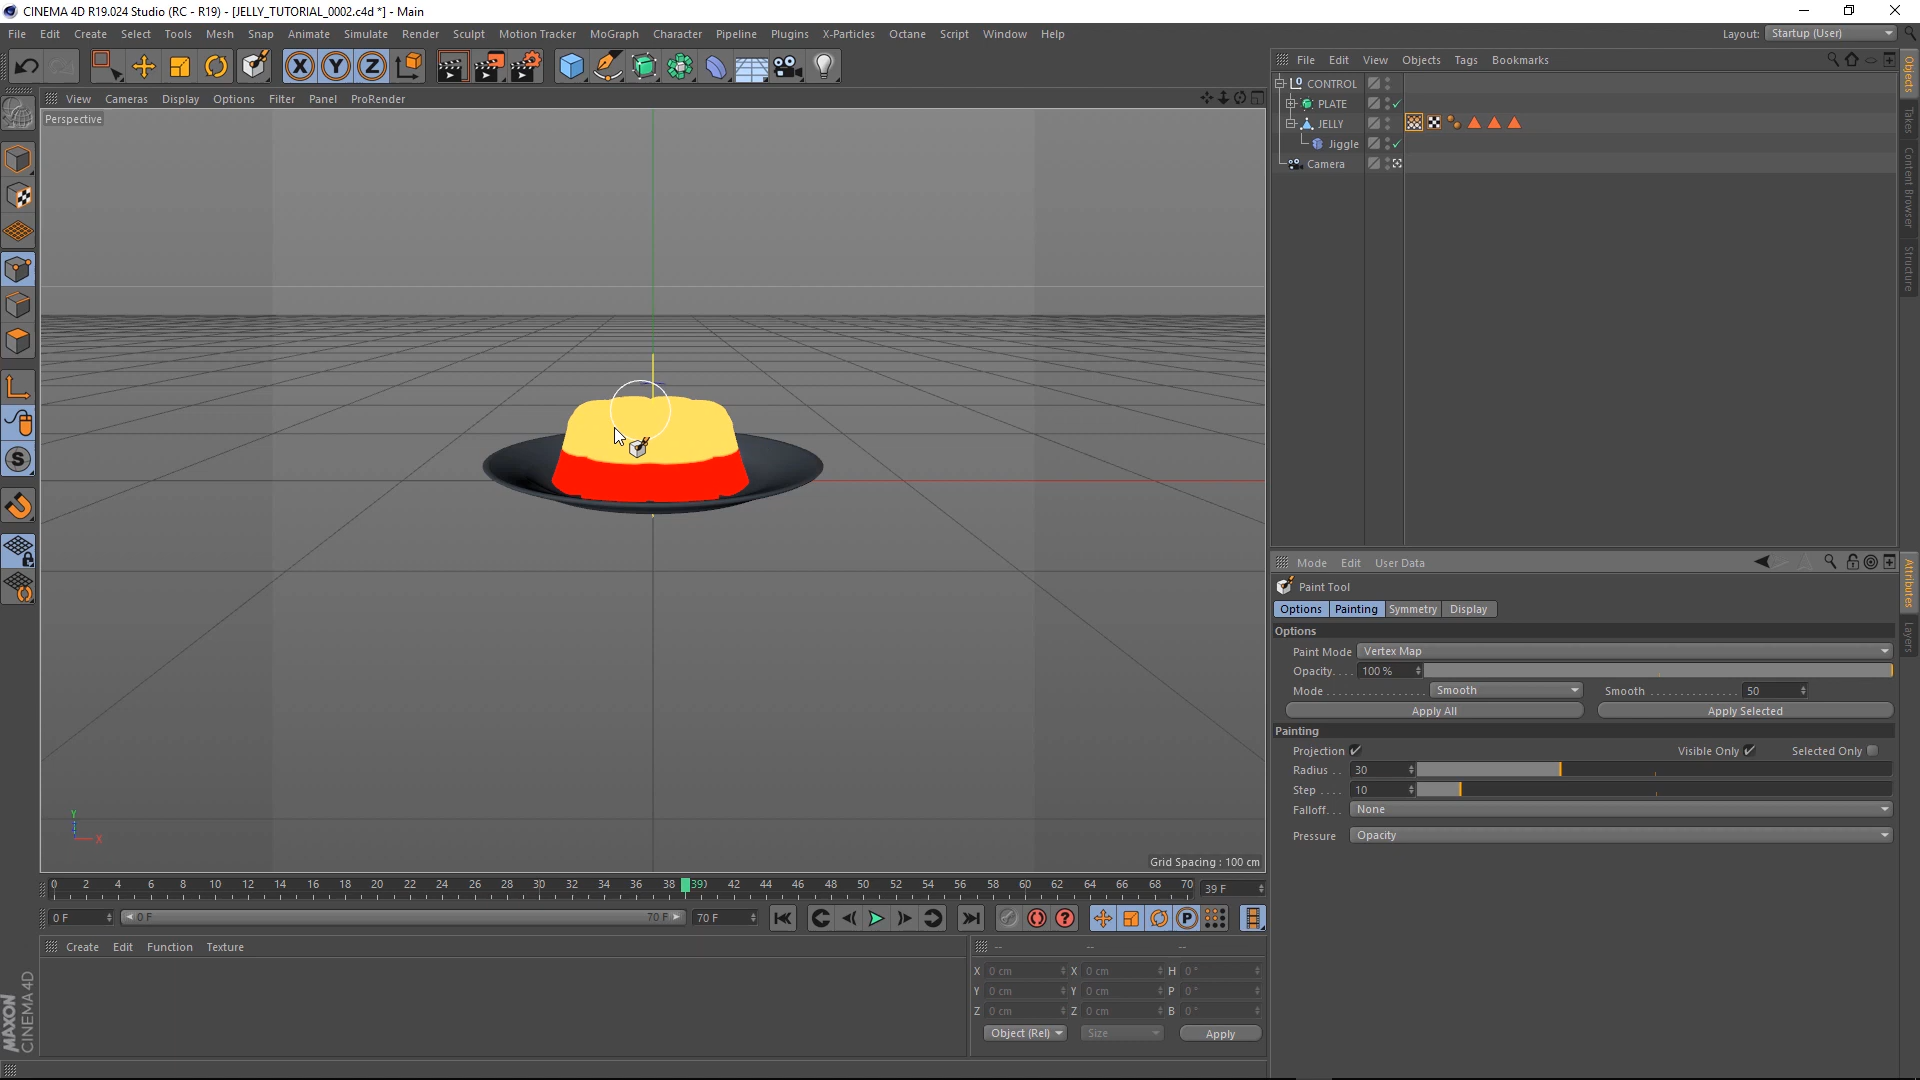 CINEMA 4D R19.024 Studio (RC - R19) - [JELLY_TUTORIAL_0002.c4d *] - Main
File Edit Create Select Tools Mesh Snap Animate Simulate Render Sculpt Motion Tracker MoGraph Character Pipeline Plugins X-Particles Octane Script Window Help
Layout: Startup (User)
X Y Z
File Edit View Objects Tags Bookmarks
View Cameras Display Options Filter Panel ProRender
Perspective
CONTROL
PLATE
JELLY
Jiggle
Camera
Objects
Takes
Content Browser
Structure
S
Y
X
Grid Spacing : 100 cm
Mode Edit User Data
Paint Tool
Options Painting Symmetry Display
Options
Paint Mode Vertex Map
Opacity. . . . 100 %
Mode . . . . . . . . . . . . . . . . Smooth Smooth . . . . . . . . . . . . . . . 50
Apply All Apply Selected
Painting
Projection Visible Only Selected Only
Radius . . 30
Step . . . . 10
Falloff. . . None
Pressure Opacity
Attributes
Layers
0 2 4 6 8 10 12 14 16 18 20 22 24 26 28 30 32 34 36 38 39 42 44 46 48 50 52 54 56 58 60 62 64 66 68 70 39 F
0 F 0 F 70 F 70 F P
Create Edit Function Texture
-- -- --
X 0 cm X 0 cm H 0 °
Y 0 cm Y 0 cm P 0 °
Z 0 cm Z 0 cm B 0 °
Object (Rel) Size Apply
MAXON
CINEMA 4D